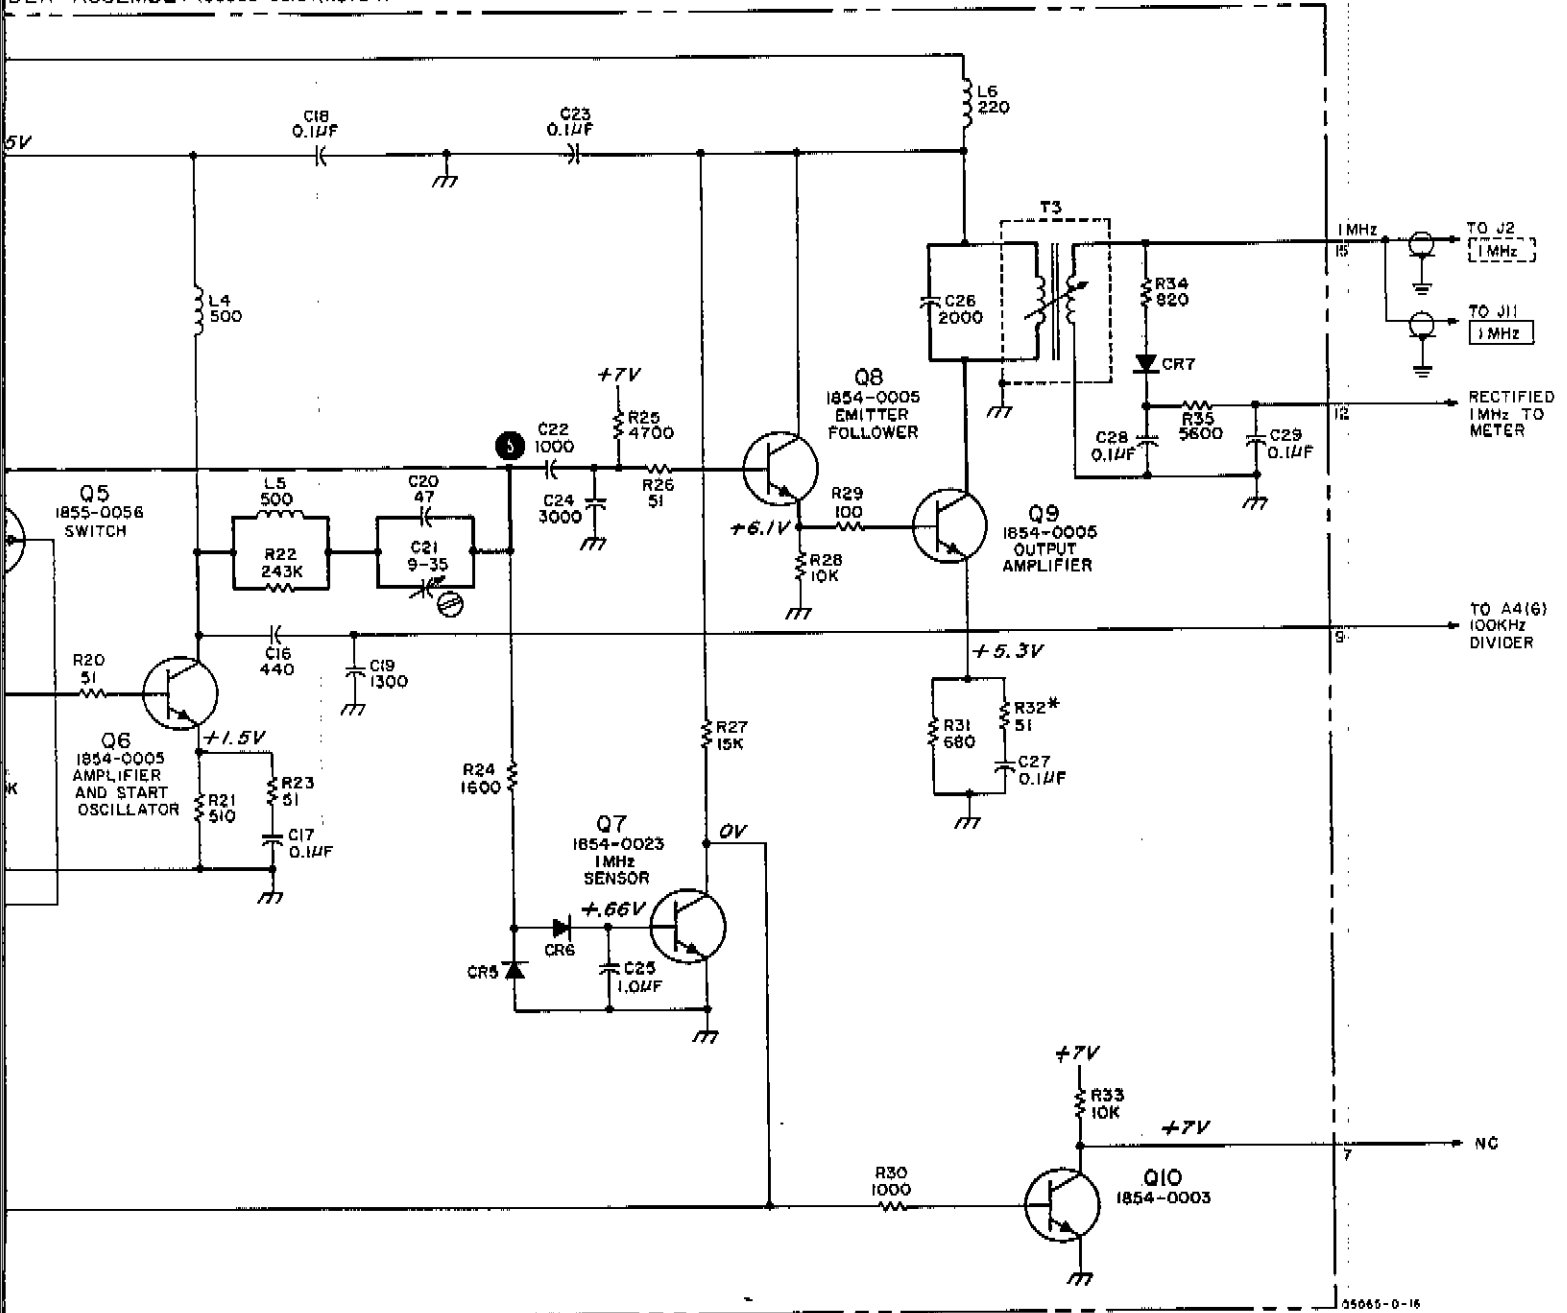 5V
C18
0.1µF
C23
0.1µF
L6
220
T3
1 MHz
15
TO J2
1 MHz
TO J11
1 MHz
L4
500
C26
2000
R34
820
CR7
RECTIFIED
1MHz TO
METER
12
R35
5600
C28
0.1µF
C29
0.1µF
+7V
R25
4700
Q8
1854-0005
EMITTER
FOLLOWER
C22
1000
5
R26
51
C24
3000
Q5
1855-0056
SWITCH
L5
500
C20
47
R22
243K
C21
9-35
+6.1V
R29
100
R28
10K
Q9
1854-0005
OUTPUT
AMPLIFIER
TO A4(6)
100KHz
DIVIDER
9
R20
51
C16
440
C19
1300
+5.3V
R31
680
R32*
51
C27
0.1µF
Q6
1854-0005
AMPLIFIER
AND START
OSCILLATOR
+1.5V
R21
510
R23
51
C17
0.1µF
K
R24
1600
R27
15K
Q7
1854-0023
1MHz
SENSOR
0V
+.66V
CR6
CR5
C25
1.0µF
+7V
R33
10K
+7V
7
NC
R30
1000
Q10
1854-0003
05065-0-16